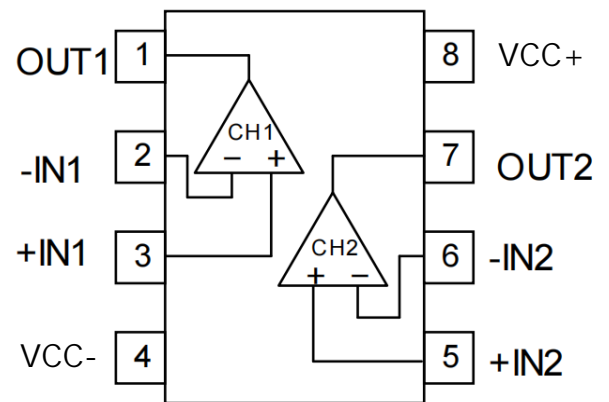 OUT1 1 8 VCC+
CH1
- +
-IN1 2 7 OUT2
+IN1 3 6 -IN2
CH2
+ -
VCC- 4 5 +IN2